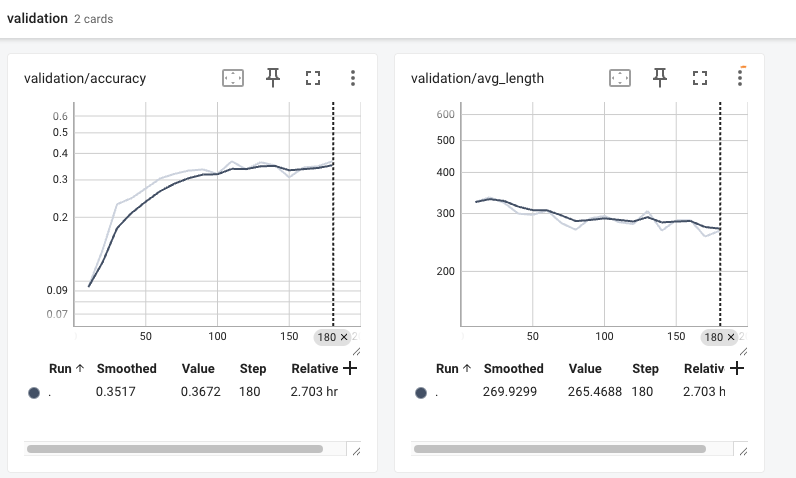 validation 2 cards
validation/accuracy
0.6
0.5
0.4
0.3
0.2
0.09
0.07
50 100 150 180 ×
Run ↑ Smoothed Value Step Relative +
. 0.3517 0.3672 180 2.703 hr
validation/avg_length
600
500
400
300
200
50 100 150 180 ×
Run ↑ Smoothed Value Step Relativ +
. 269.9299 265.4688 180 2.703 h